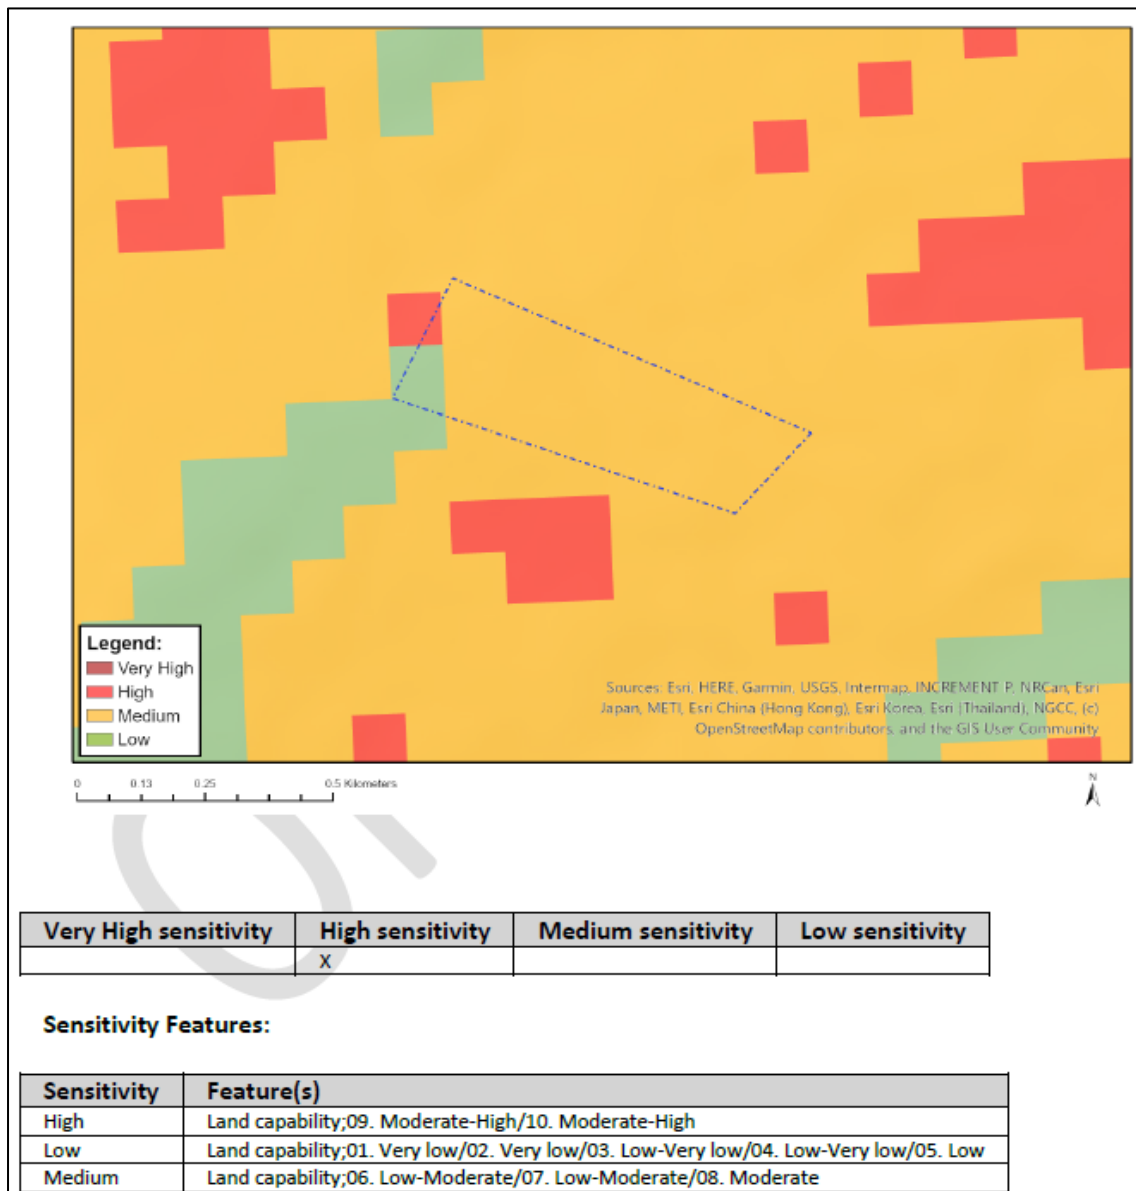 Legend:
Very High
High
Medium
Low
Sources: Esri, HERE, Garmin, USGS, Intermap, INCREMENT P, NRCan, Esri
Japan, METI, Esri China (Hong Kong), Esri Korea, Esri (Thailand), NGCC, (c)
OpenStreetMap contributors, and the GIS User Community
0 0.13 0.25 0.5 Kilometers
N
Very High sensitivity High sensitivity Medium sensitivity Low sensitivity
X
Sensitivity Features:
Sensitivity Feature(s)
High Land capability;09. Moderate-High/10. Moderate-High
Low Land capability;01. Very low/02. Very low/03. Low-Very low/04. Low-Very low/05. Low
Medium Land capability;06. Low-Moderate/07. Low-Moderate/08. Moderate